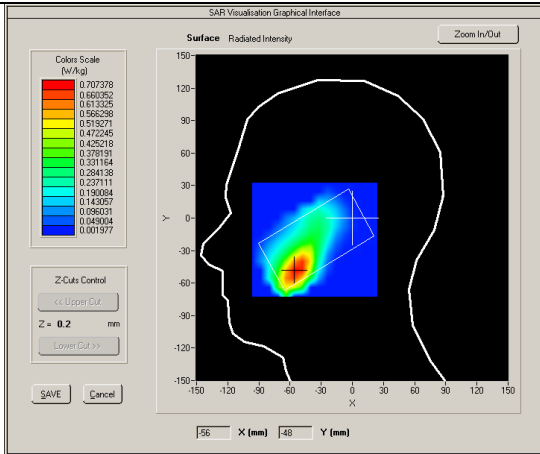 SAR Visualisation Graphical Interface
Surface Radiated Intensity
Zoom In/Out
Colors Scale
(W/kg)
0.707378
0.660352
0.613325
0.566298
0.519271
0.472245
0.425218
0.378191
0.331164
0.284138
0.237111
0.190084
0.143057
0.096031
0.049004
0.001977
Z-Cuts Control
<< Upper Cut
Z = 0.2 mm
Lower Cut >>
SAVE Cancel
150
120
90
60
30
0
-30
-60
-90
-120
-150
Y
-150 -120 -90 -60 -30 0 30 60 90 120 150
X
-56 X (mm) -48 Y (mm)